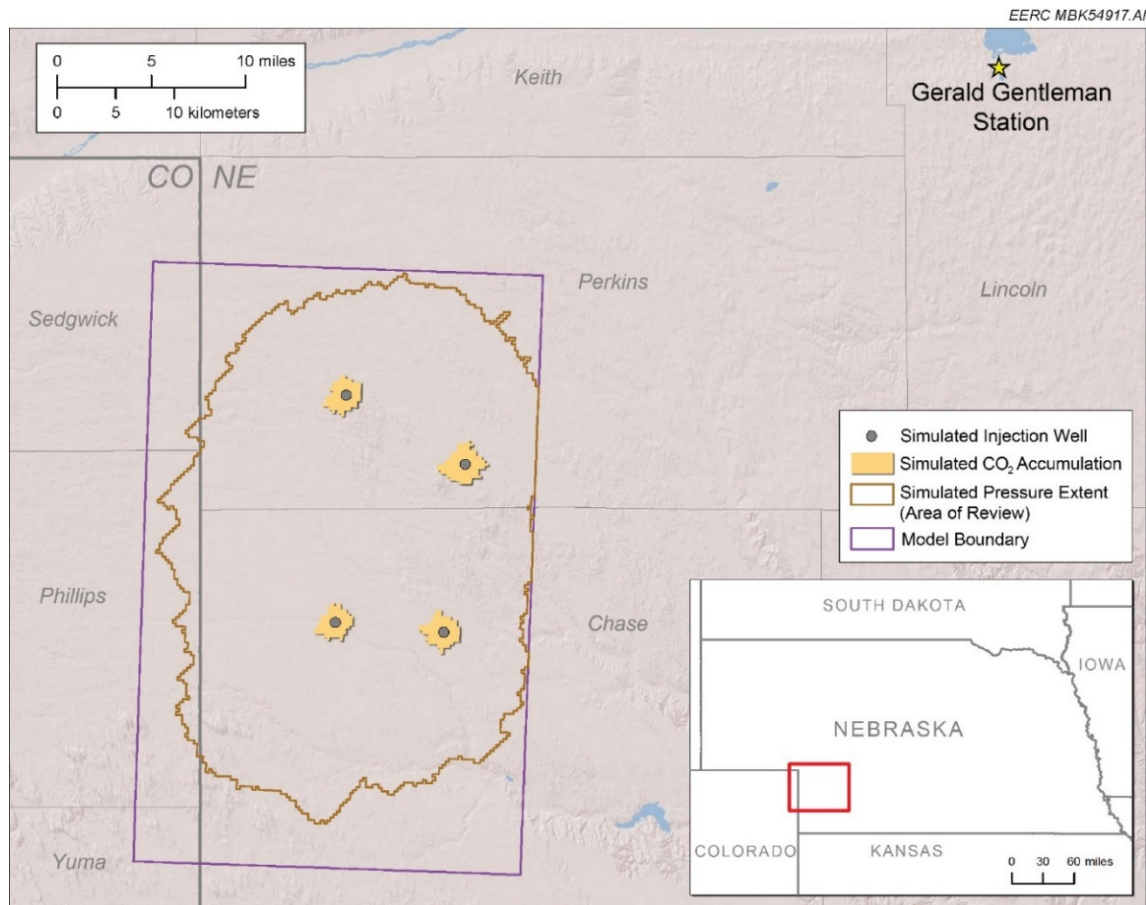 EERC MBK54917.AI
0 5 10 miles
0 5 10 kilometers
Keith
Gerald Gentleman
Station
CO NE
Sedgwick
Perkins
Lincoln
Simulated Injection Well
Simulated CO₂ Accumulation
Simulated Pressure Extent
(Area of Review)
Model Boundary
Phillips
Chase
Yuma
SOUTH DAKOTA
IOWA
NEBRASKA
COLORADO
KANSAS
0 30 60 miles